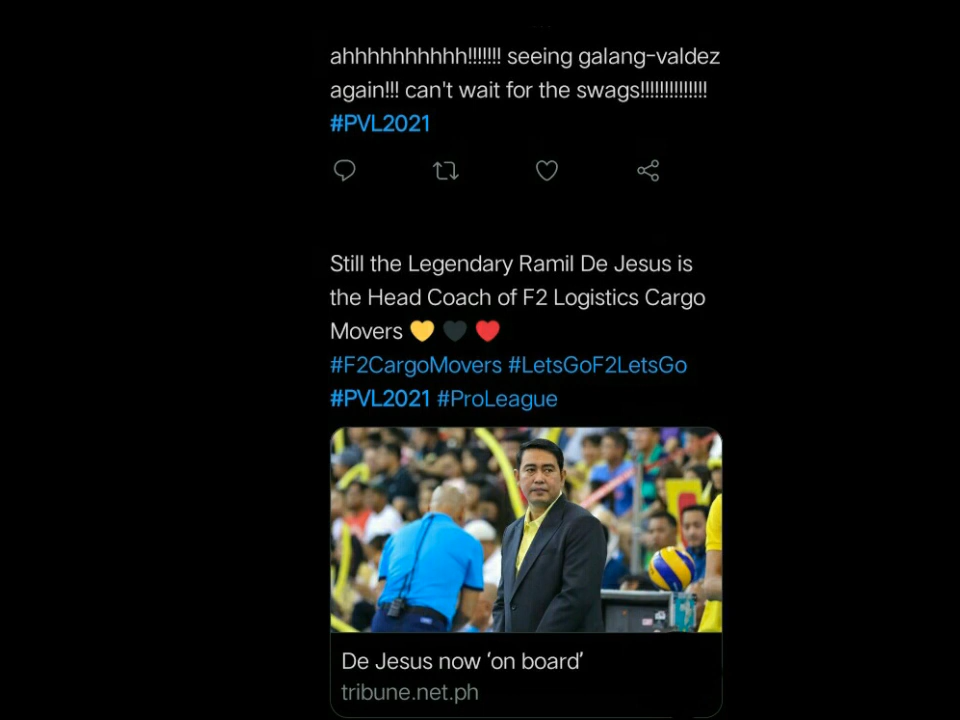 ahhhhhhhhhhh!!!!!!! seeing galang-valdez
again!!! can't wait for the swags!!!!!!!!!!!!!!
#PVL2021
Still the Legendary Ramil De Jesus is
the Head Coach of F2 Logistics Cargo
Movers 💛 🖤 ❤️
#F2CargoMovers #LetsGoF2LetsGo
#PVL2021 #ProLeague
De Jesus now ‘on board’
tribune.net.ph